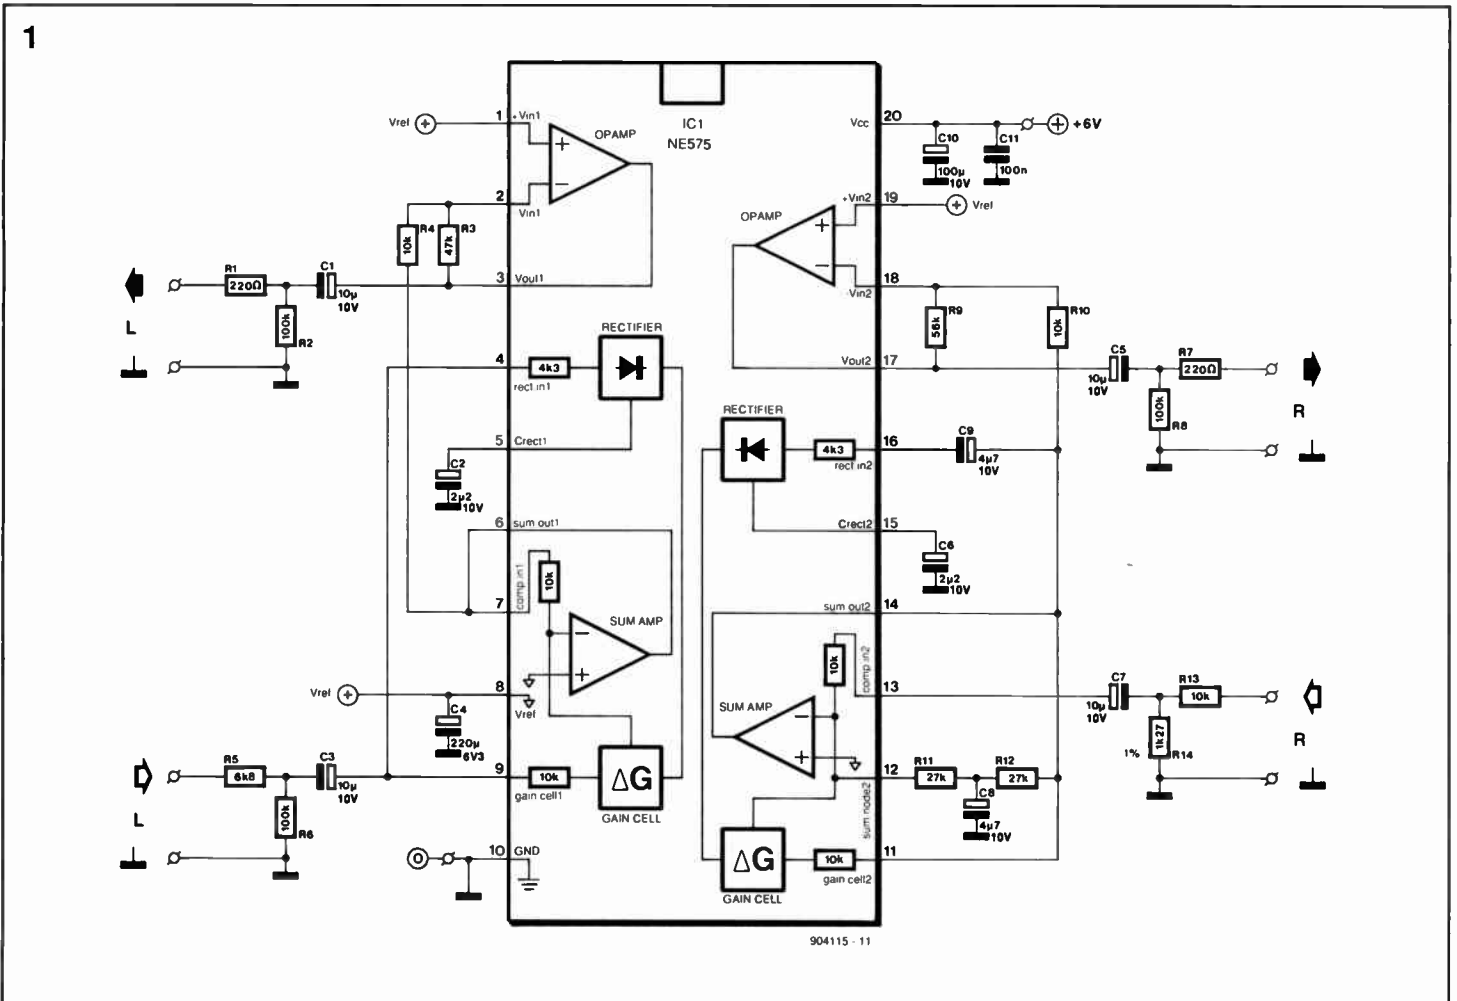 1
IC1
NE575
Vref
1
+Vin1
OPAMP
2
Vin1
R4
10k
R3
47k
R1
220Ω
C1
10µ
10V
3
Vout1
L
100k
R2
RECTIFIER
4
4k3
rect.in1
5
Crect1
C2
2µ2
10V
6
sum out1
comp.in1
10k
7
SUM AMP
Vref
8
Vref
C4
220µ
6V3
R5
6k8
C3
10µ
10V
9
10k
gain cell1
ΔG
GAIN CELL
L
100k
R6
10
GND
Vcc
20
+6V
C10
100µ
10V
C11
100n
+Vin2
19
Vref
OPAMP
18
-Vin2
R9
56k
R10
10k
Vout2
17
C5
10µ
10V
R7
220Ω
100k
R8
R
RECTIFIER
4k3
16
rect in2
C9
4µ7
10V
Crect2
15
C6
2µ2
10V
sum out2
14
10k
comp.in2
13
C7
10µ
10V
R13
10k
SUM AMP
1%
1k27
R14
R
12
sum node2
R11
27k
R12
27k
C8
4µ7
10V
ΔG
10k
11
gain cell2
GAIN CELL
904115 - 11